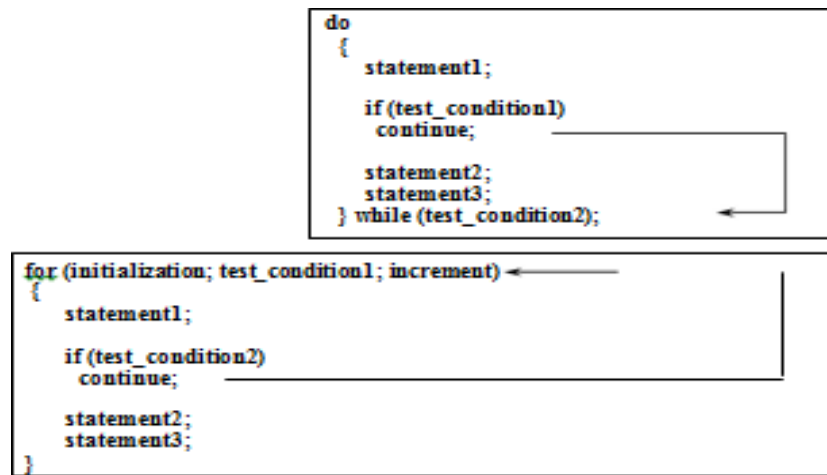 do
{
statement1;
if (test_condition1)
continue;
statement2;
statement3;
} while (test_condition2);
for (initialization; test_condition1; increment)
{
statement1;
if (test_condition2)
continue;
statement2;
statement3;
}